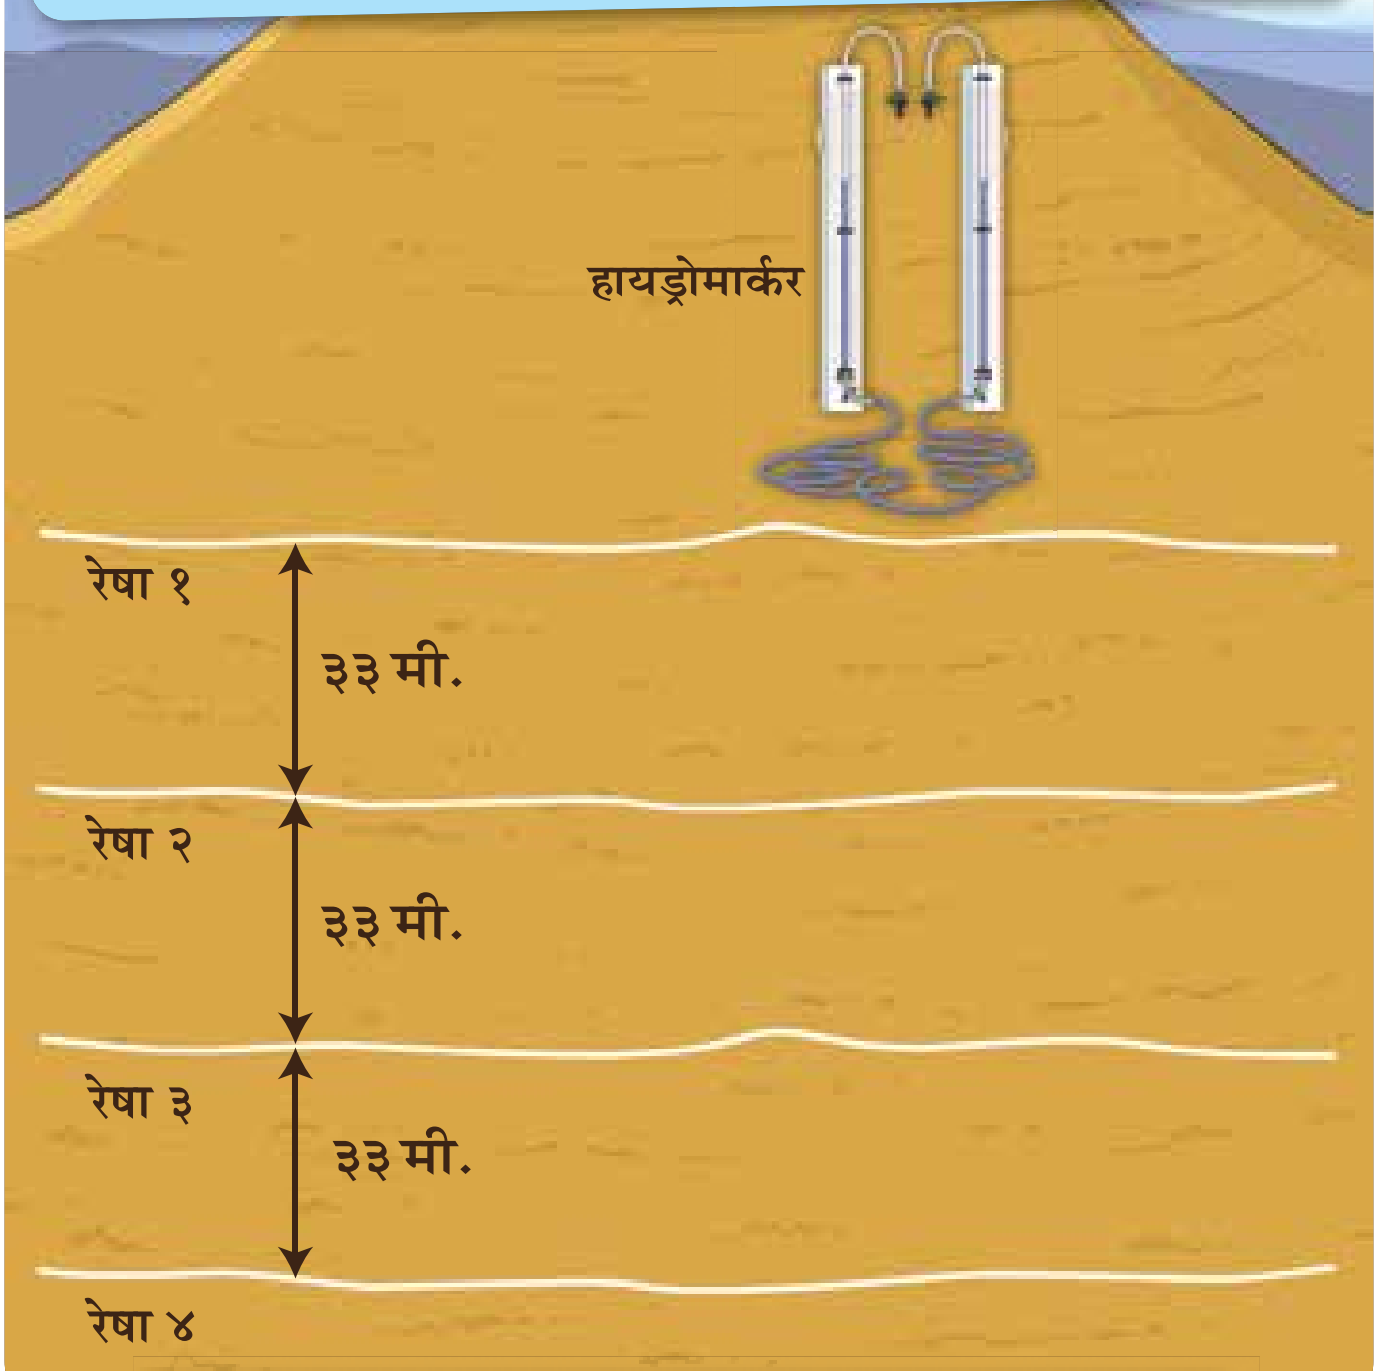 हायड्रोमार्कर
रेषा १
३३ मी.
रेषा २
३३ मी.
रेषा ३
३३ मी.
रेषा ४